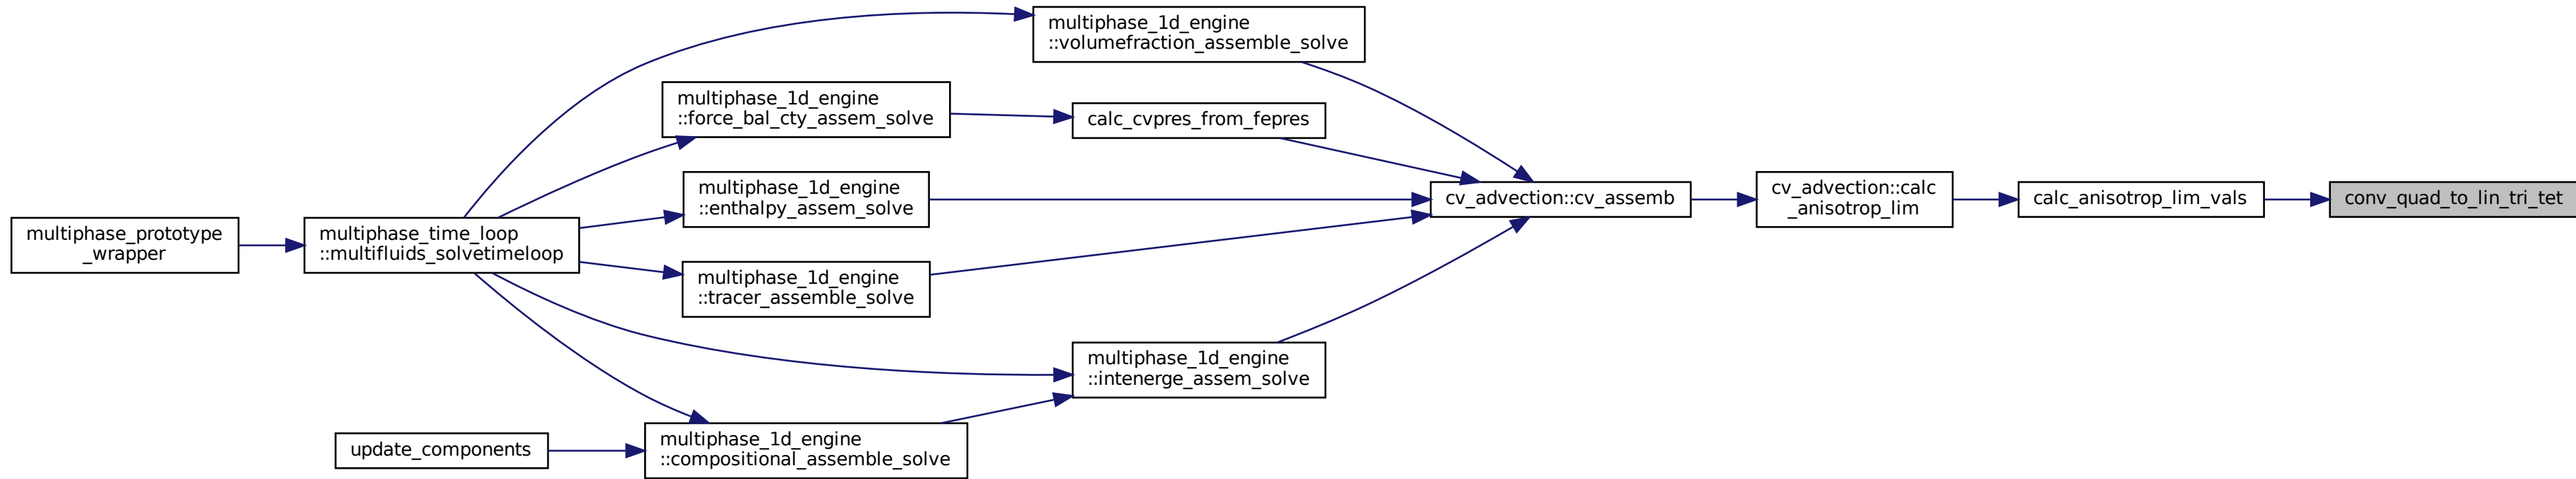 multiphase_prototype
_wrapper
multiphase_time_loop
::multifluids_solvetimeloop
multiphase_1d_engine
::volumefraction_assemble_solve
multiphase_1d_engine
::force_bal_cty_assem_solve
calc_cvpres_from_fepres
multiphase_1d_engine
::enthalpy_assem_solve
multiphase_1d_engine
::tracer_assemble_solve
multiphase_1d_engine
::intenerge_assem_solve
update_components
multiphase_1d_engine
::compositional_assemble_solve
cv_advection::cv_assemb
cv_advection::calc
_anisotrop_lim
calc_anisotrop_lim_vals
conv_quad_to_lin_tri_tet